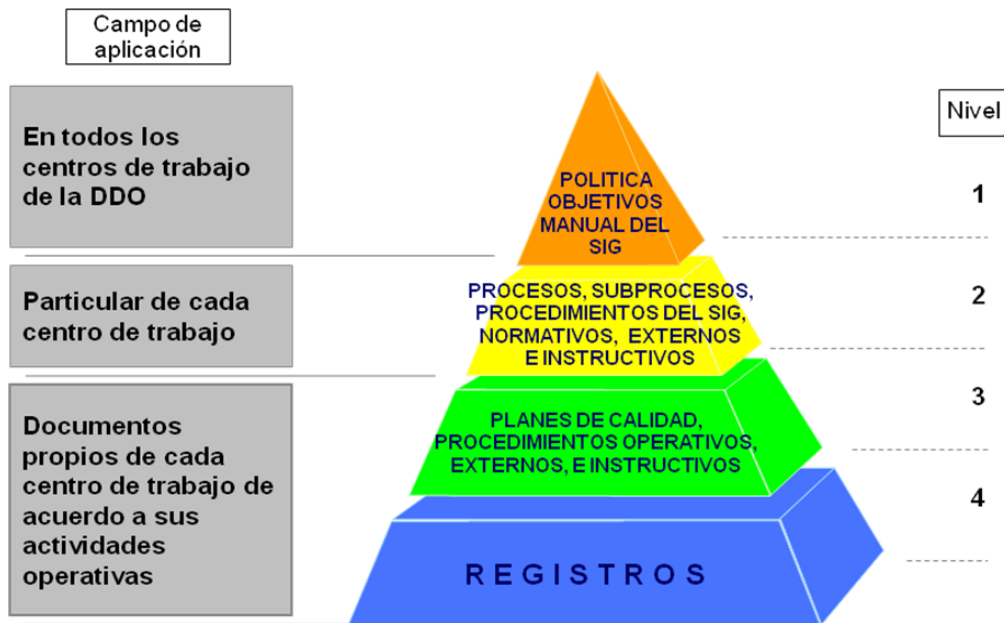 Campo de
aplicación
Nivel
En todos los
centros de trabajo
de la DDO
POLITICA
OBJETIVOS
MANUAL DEL
SIG
1
Particular de cada
centro de trabajo
PROCESOS, SUBPROCESOS,
PROCEDIMIENTOS DEL SIG,
NORMATIVOS, EXTERNOS
E INSTRUCTIVOS
2
Documentos
propios de cada
centro de trabajo de
acuerdo a sus
actividades
operativas
PLANES DE CALIDAD,
PROCEDIMIENTOS OPERATIVOS,
EXTERNOS, E INSTRUCTIVOS
3
REGISTROS
4